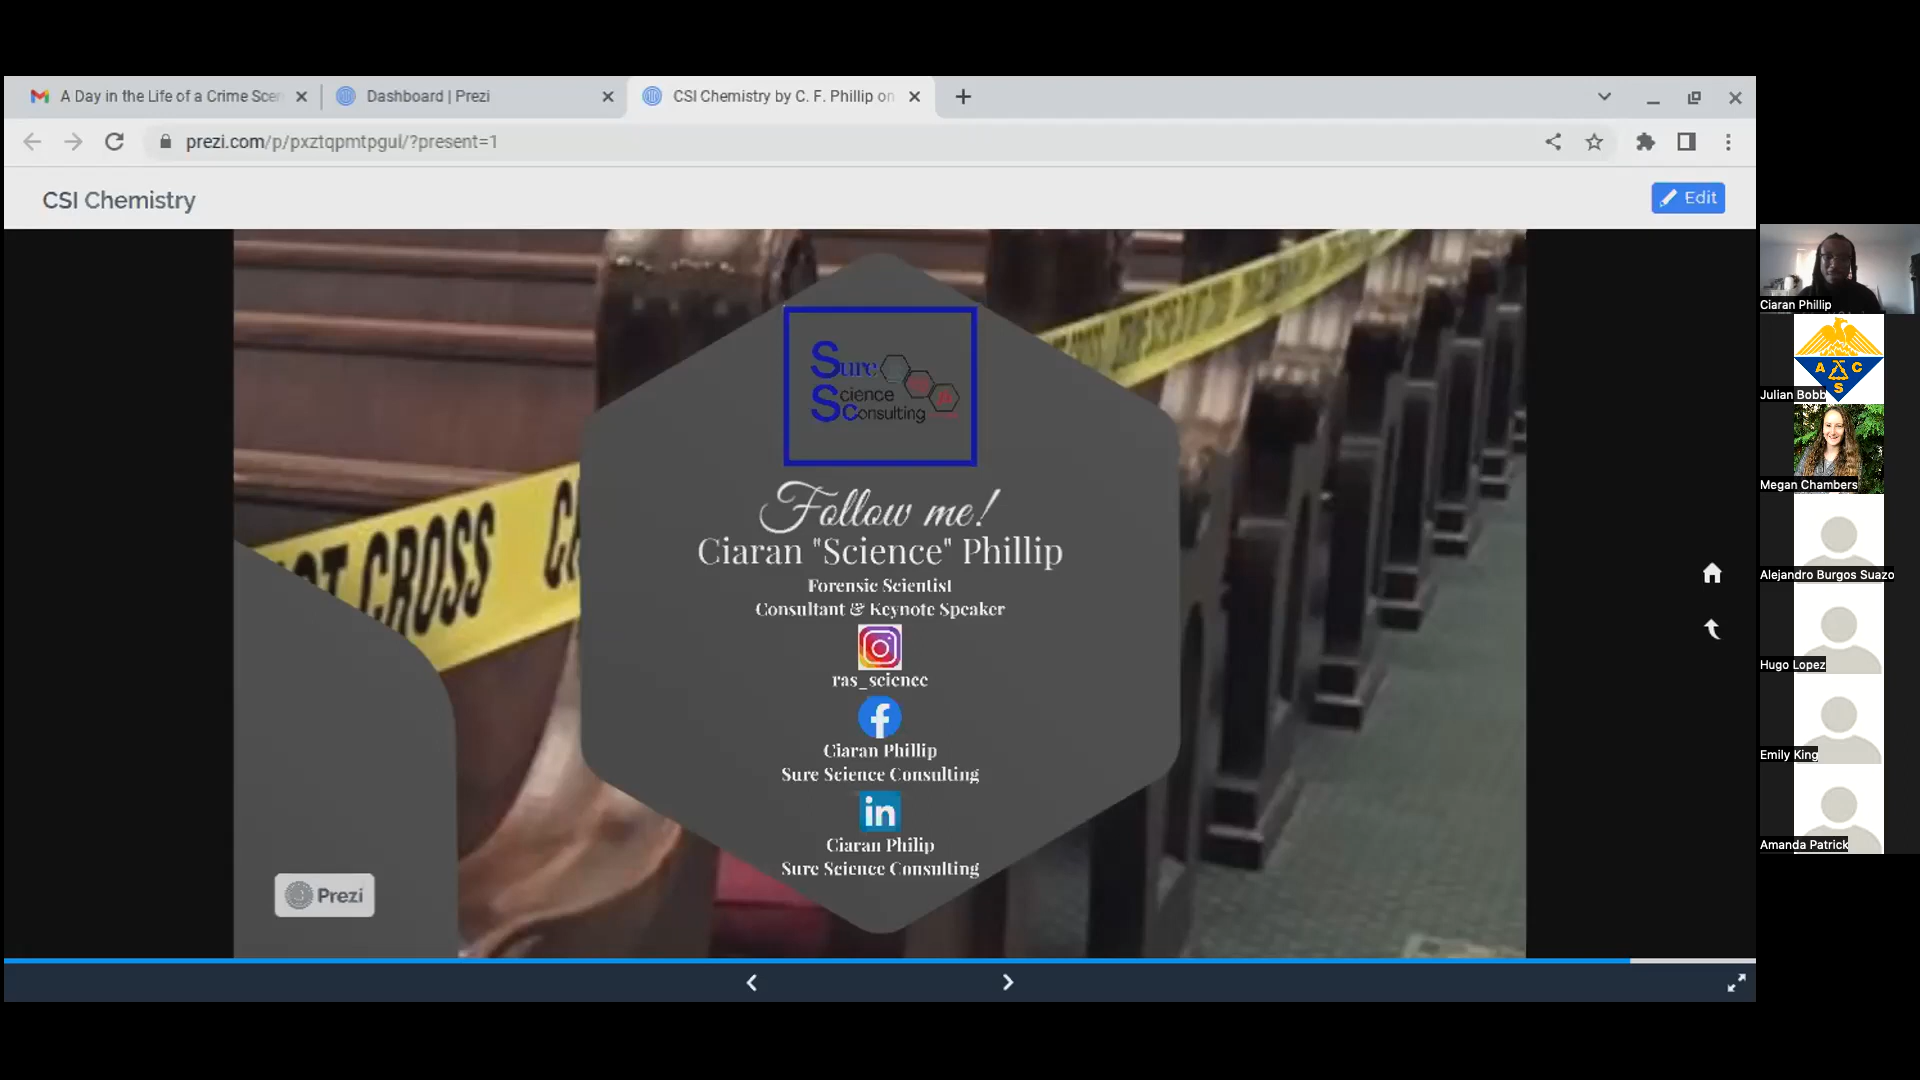 A Day in the Life of a Crime Scen
Dashboard | Prezi
CSI Chemistry by C. F. Phillip on
prezi.com/p/pxztqpmtpgul/?present=1
CSI Chemistry
Edit
Sure
Science
Consulting
Follow me!
Ciaran "Science" Phillip
Forensic Scientist
Consultant & Keynote Speaker
ras_science
Ciaran Phillip
Sure Science Consulting
in
Ciaran Philip
Sure Science Consulting
NOT CROSS
Prezi
Ciaran Phillip
A C S
Julian Bobb
Megan Chambers
Alejandro Burgos Suazo
Hugo Lopez
Emily King
Amanda Patrick